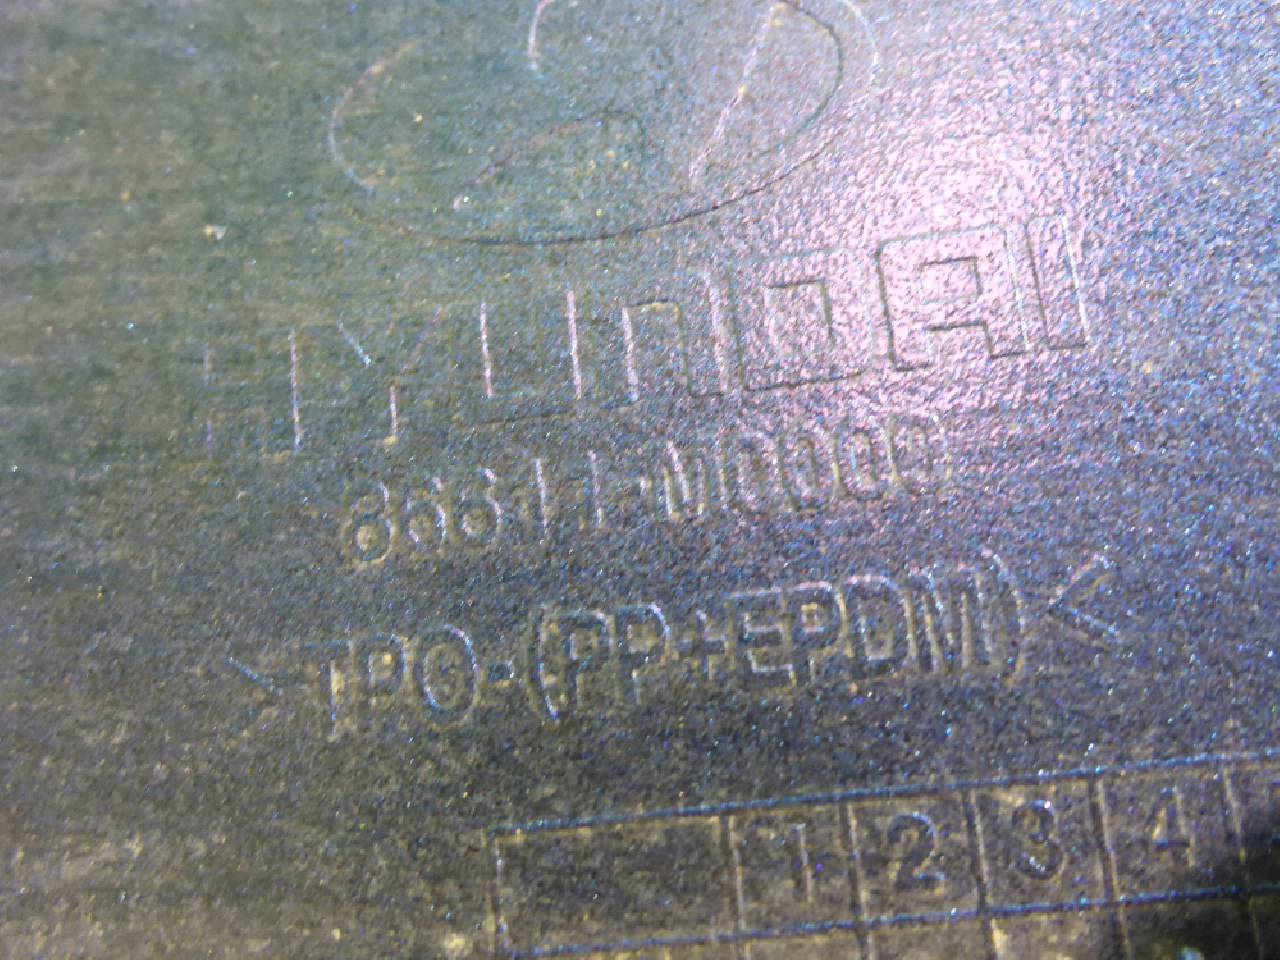 HYUNDAI
86611-M0000
>TPO-(PP+EPDM)<
1 2 3 4